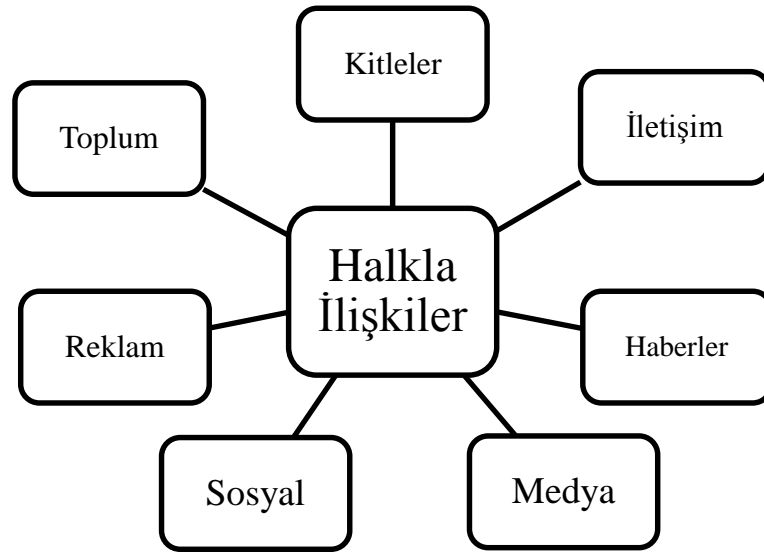 Kitleler
Toplum
İletişim
Halkla
İlişkiler
Reklam
Haberler
Sosyal
Medya